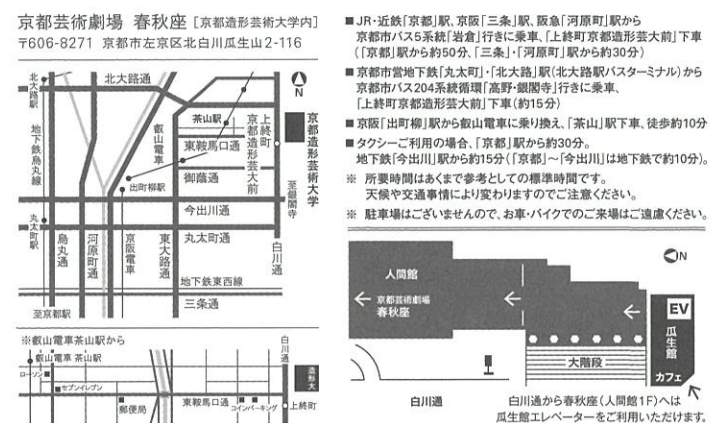 京都芸術劇場 春秋座 [京都造形芸術大学内]
〒606-8271 京都市左京区北白川瓜生山2-116
北大路駅
北大路通
N
地下鉄烏丸線
叡山電車
茶山駅
東鞍馬口通
上終町
京都造形芸大前
京都造形芸術大学
御蔭通
至銀閣寺
出町柳駅
今出川通
丸太町駅
丸太町通
烏丸通
河原町通
京阪電車
東大路通
白川通
地下鉄東西線
三条通
至京都駅
※叡山電車茶山駅から
叡山電車 茶山駅
白川通
ローソン
セブンイレブン
造形大
郵便局
東鞍馬口通
コインパーキング
上終町
■ JR・近鉄「京都」駅、京阪「三条」駅、阪急「河原町」駅から
京都市バス5系統「岩倉」行きに乗車、「上終町京都造形芸大前」下車
(「京都」駅から約50分、「三条」・「河原町」駅から約30分)
■ 京都市営地下鉄「丸太町」・「北大路」駅(北大路駅バスターミナル)から
京都市バス204系統循環「高野・銀閣寺」行きに乗車、
「上終町京都造形芸大前」下車(約15分)
■ 京阪「出町柳」駅から叡山電車に乗り換え、「茶山」駅下車、徒歩約10分
■ タクシーご利用の場合、「京都」駅から約30分。
地下鉄「今出川」駅から約15分(「京都」〜「今出川」は地下鉄で約10分)。
※ 所要時間はあくまで参考としての標準時間です。
天候や交通事情により変わりますのでご注意ください。
※ 駐車場はございませんので、お車・バイクでのご来場はご遠慮ください。
N
人間館
京都芸術劇場
春秋座
EV
瓜生館
大階段
カフェ
白川通
白川通から春秋座(人間館1F)へは
瓜生館エレベーターをご利用いただけます。